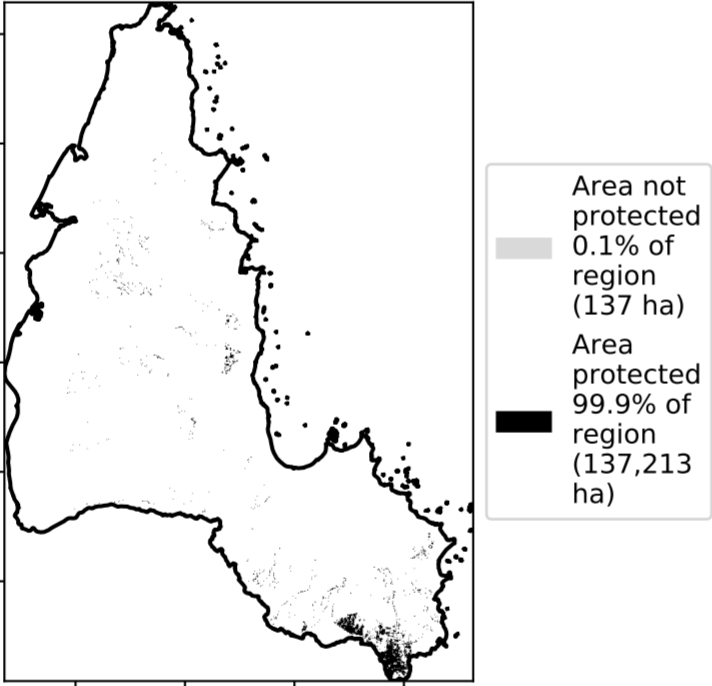 Area not
protected
0.1% of
region
(137 ha)
Area
protected
99.9% of
region
(137,213
ha)